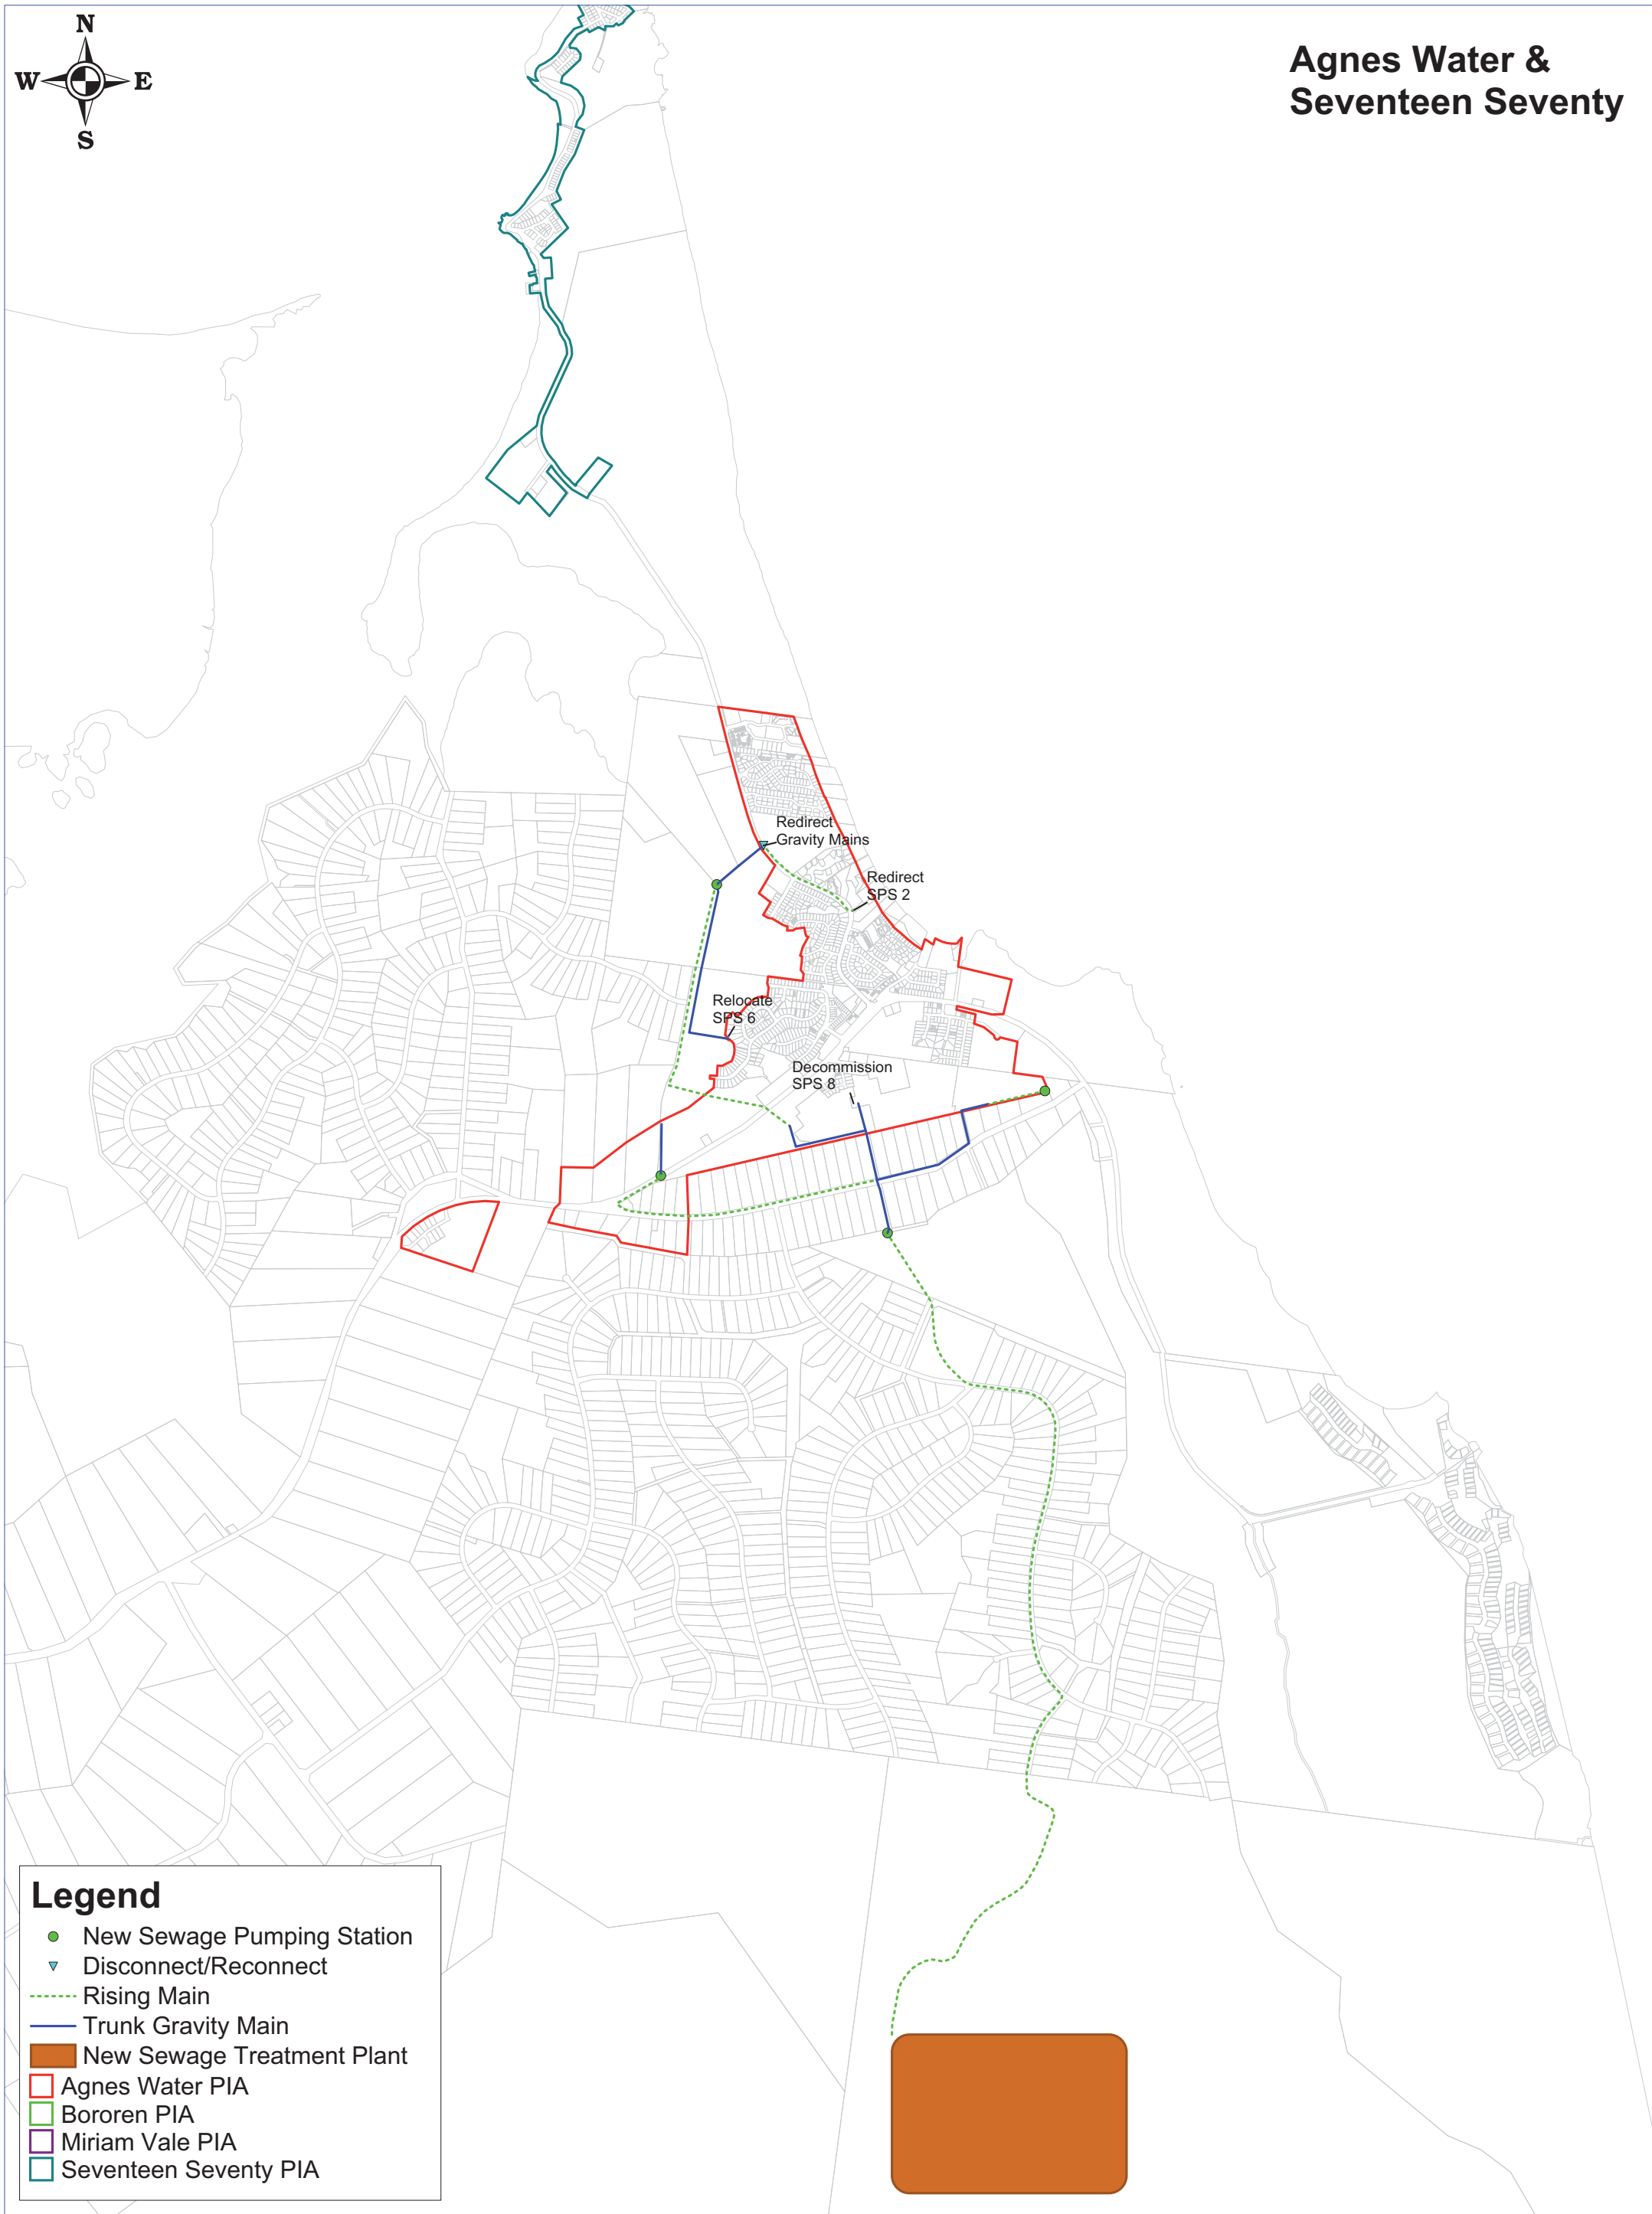 N
W E
S
Agnes Water &
Seventeen Seventy
Redirect
Gravity Mains
Redirect
SPS 2
Relocate
SPS 6
Decommission
SPS 8
Legend
New Sewage Pumping Station
Disconnect/Reconnect
Rising Main
Trunk Gravity Main
New Sewage Treatment Plant
Agnes Water PIA
Bororen PIA
Miriam Vale PIA
Seventeen Seventy PIA